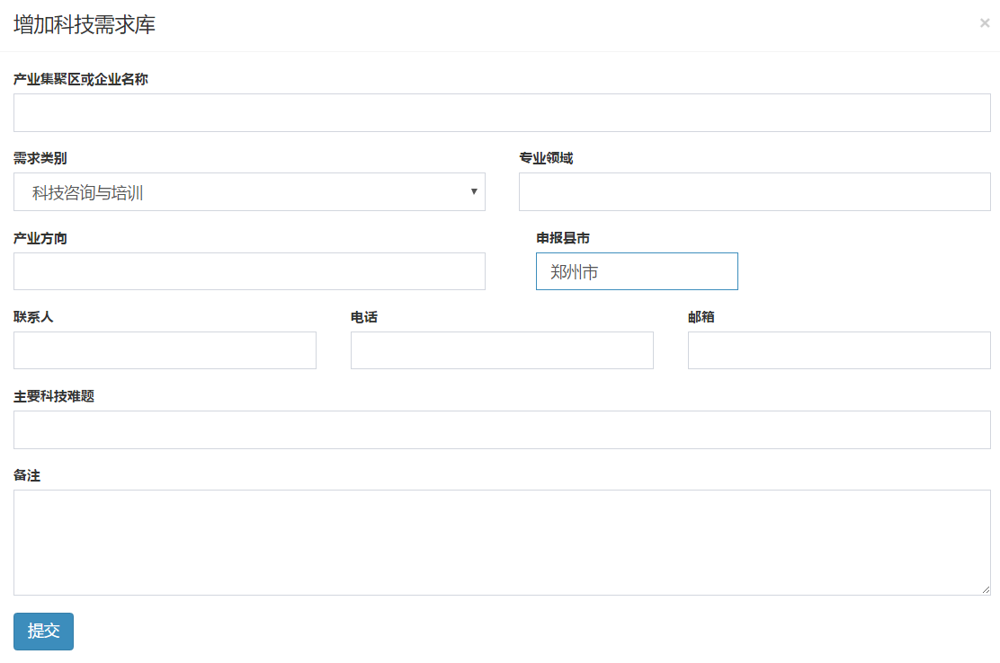 增加科技需求库
×
产业集聚区或企业名称
需求类别
专业领域
科技咨询与培训
产业方向
申报县市
郑州市
联系人
电话
邮箱
主要科技难题
备注
提交